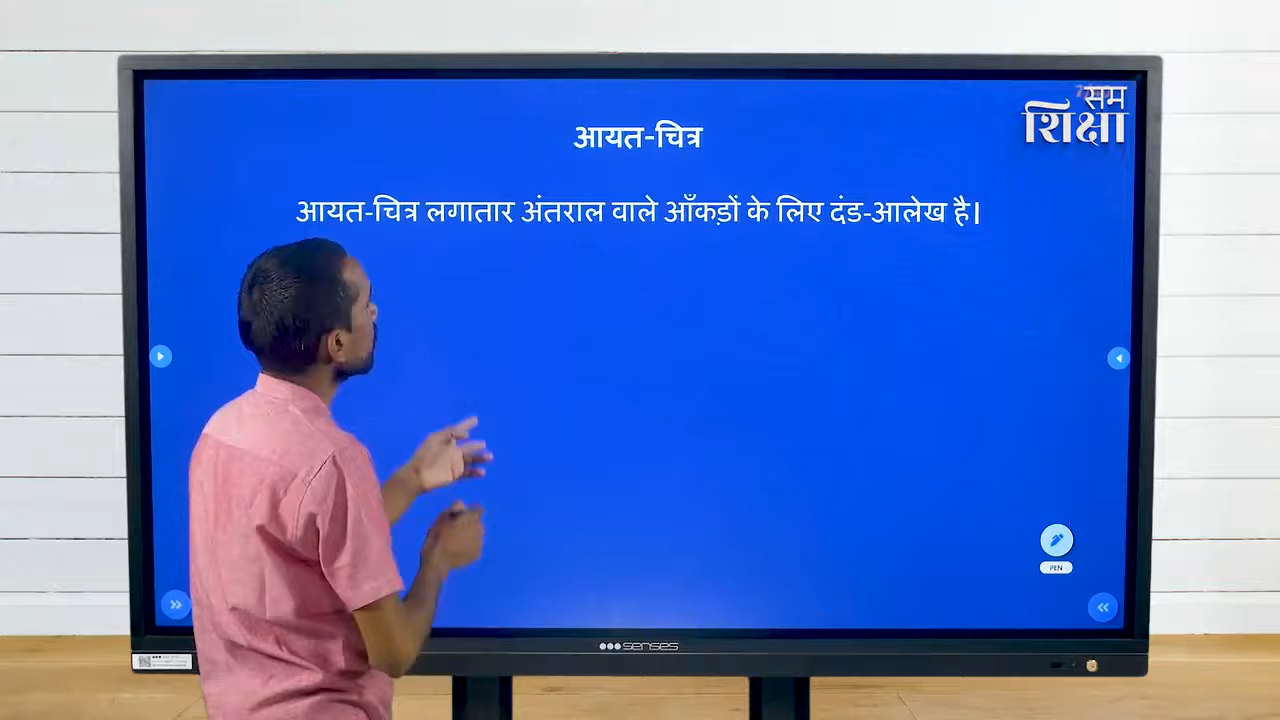 सम
शिक्षा
आयत-चित्र
आयत-चित्र लगातार अंतराल वाले आँकड़ों के लिए दंड-आलेख है।
PEN
senses